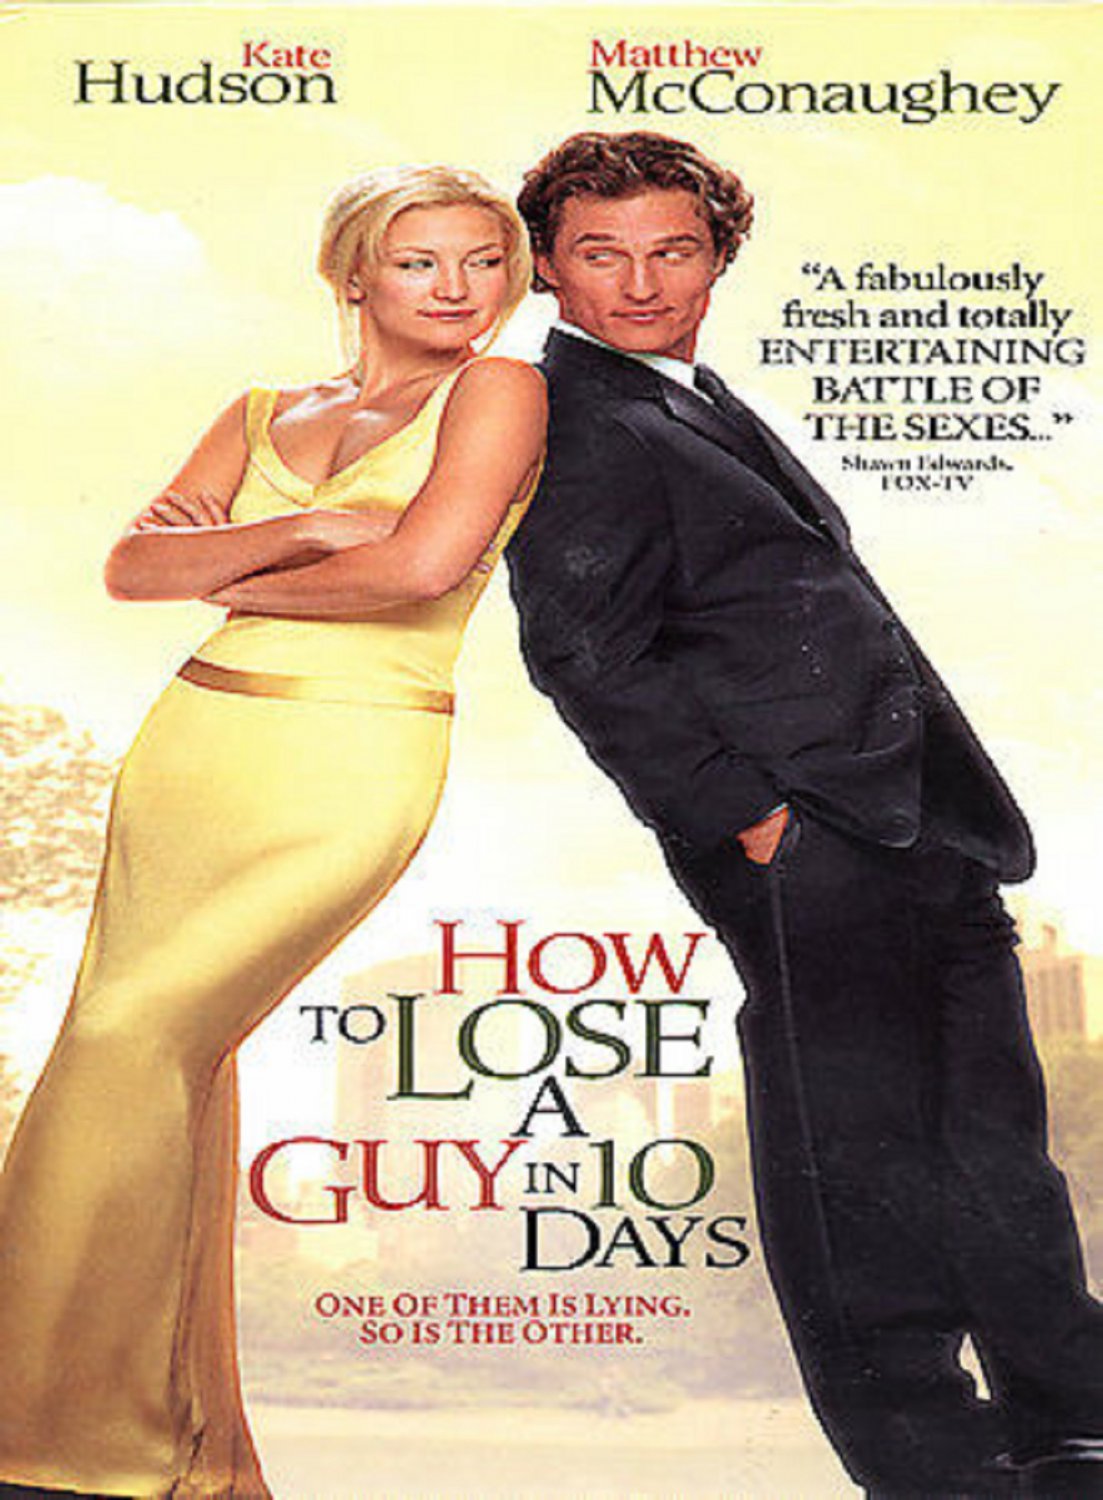 Kate
Hudson
Matthew
McConaughey
"A fabulously
fresh and totally
ENTERTAINING
BATTLE OF
THE SEXES..."
Shawn Edwards,
FOX-TV
HOW
TO LOSE
A
GUY IN 10
DAYS
ONE OF THEM IS LYING.
SO IS THE OTHER.